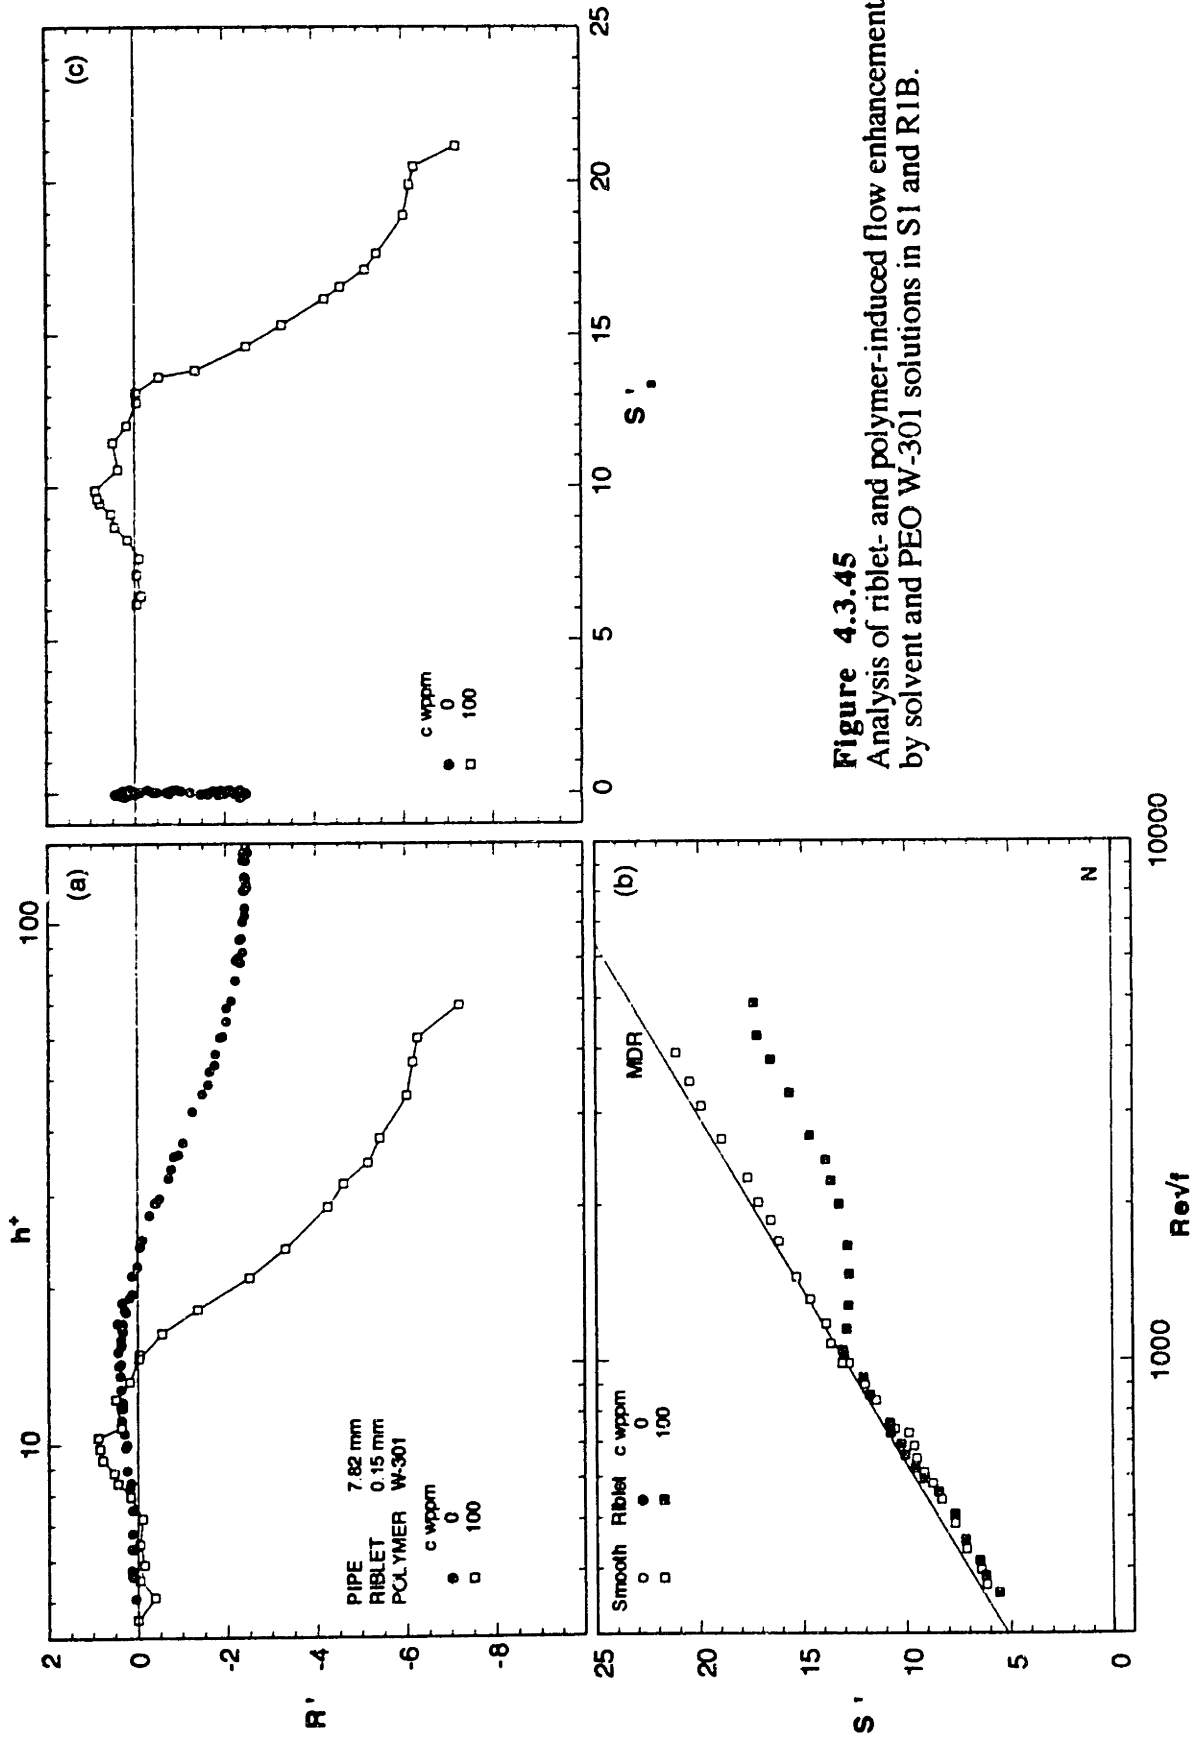 h+
10
100
(a)
2
0
-2
-4
-6
-8
R'
PIPE 7.82 mm
RIBLET 0.15 mm
POLYMER W-301
c wppm
0
100
(c)
c wppm
0
100
0
5
10
15
20
25
S'
(b)
MDR
N
Smooth Riblet c wppm
0
100
25
20
15
10
5
0
S'
1000
10000
Re√f
Figure 4.3.45
Analysis of riblet- and polymer-induced flow enhancement
by solvent and PEO W-301 solutions in S1 and R1B.